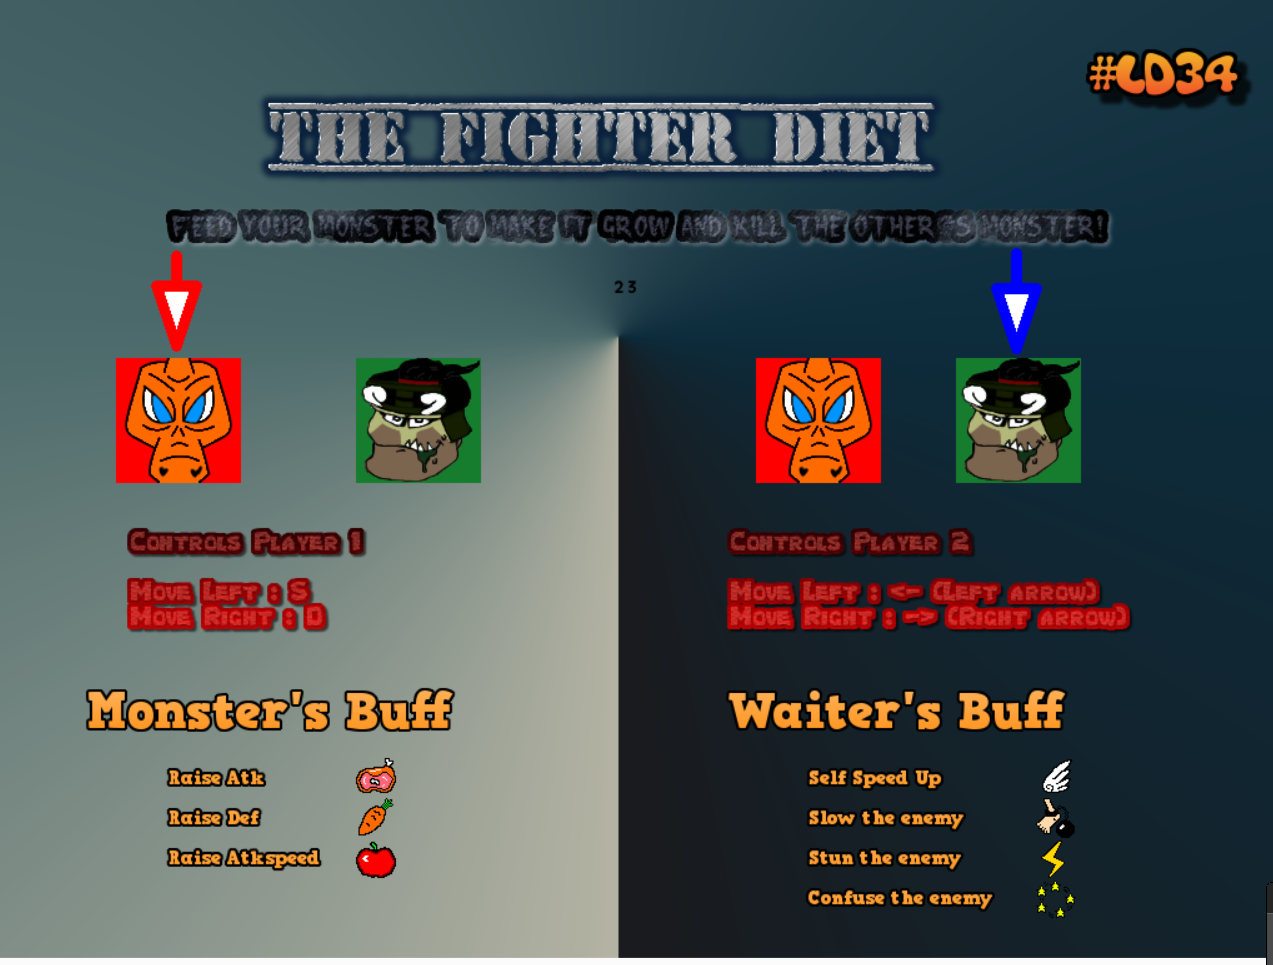 #LD34
THE FIGHTER DIET
FEED YOUR MONSTER TO MAKE IT GROW AND KILL THE OTHER'S MONSTER!
23
Controls Player 1
Move Left : S
Move Right : D
Controls Player 2
Move Left : <- (Left arrow)
Move Right : -> (Right arrow)
Monster's Buff
Raise Atk
Raise Def
Raise Atkspeed
Waiter's Buff
Self Speed Up
Slow the enemy
Stun the enemy
Confuse the enemy